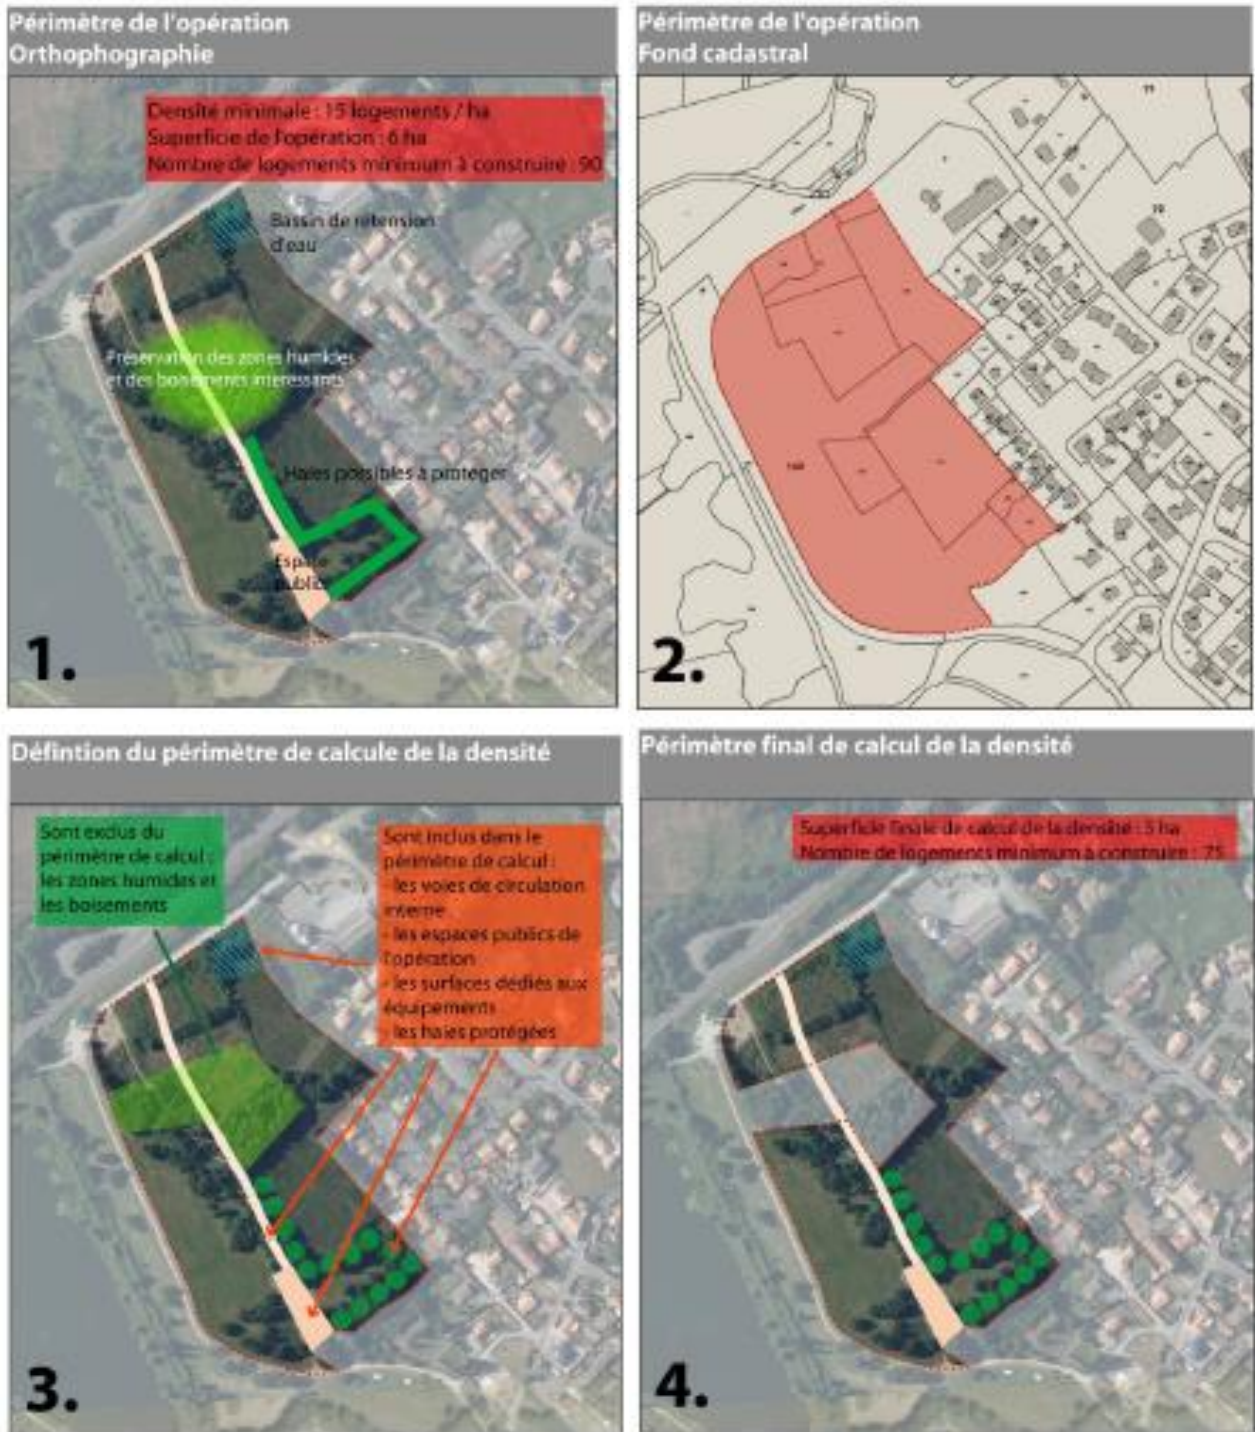 Périmètre de l'opération
Orthophographie
Densité minimale : 15 logements / ha
Superficie de l'opération : 6 ha
Nombre de logements minimum à construire : 90
Bassin de rétension
d'eau
Préservation des zones humides
et des boisements intéressants
Haies possibles à protéger
Espace
public
1.
Périmètre de l'opération
Fond cadastral
2.
Défintion du périmètre de calcule de la densité
Sont exclus du
périmètre de calcul :
les zones humides et
les boisements
Sont inclus dans le
périmètre de calcul :
- les voies de circulation
interne
- les espaces publics de
l'opération
- les surfaces dédiés aux
équipements
- les haies protégées
3.
Périmètre final de calcul de la densité
Superficie finale de calcul de la densité : 5 ha
Nombre de logements minimum à construire : 75
4.